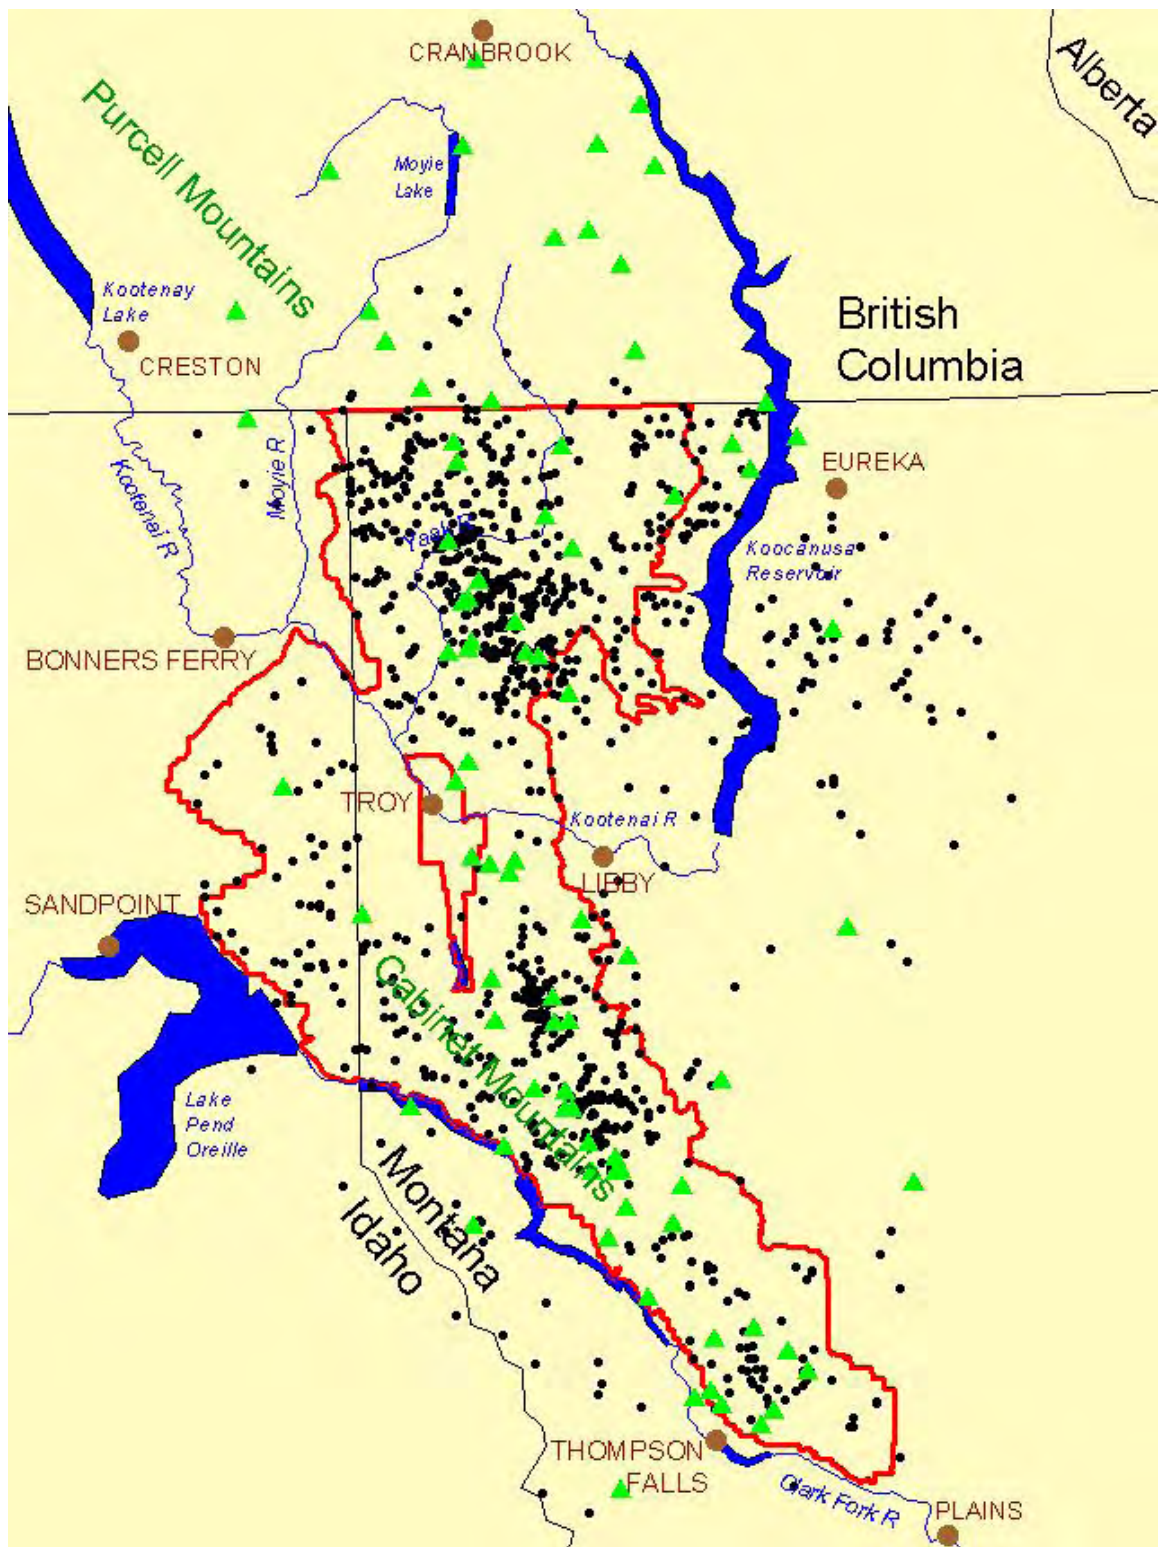 CRANBROOK
Alberta
Purcell Mountains
Moyie
Lake
Kootenay
Lake
British
Columbia
CRESTON
Moyie R
Kootenai R
EUREKA
Yaak R
Koocanusa
Reservoir
BONNERS FERRY
TROY
Kootenai R
LIBBY
SANDPOINT
Cabinet Mountains
Lake
Pend
Oreille
Montana
Idaho
THOMPSON
FALLS
Clark Fork R
PLAINS